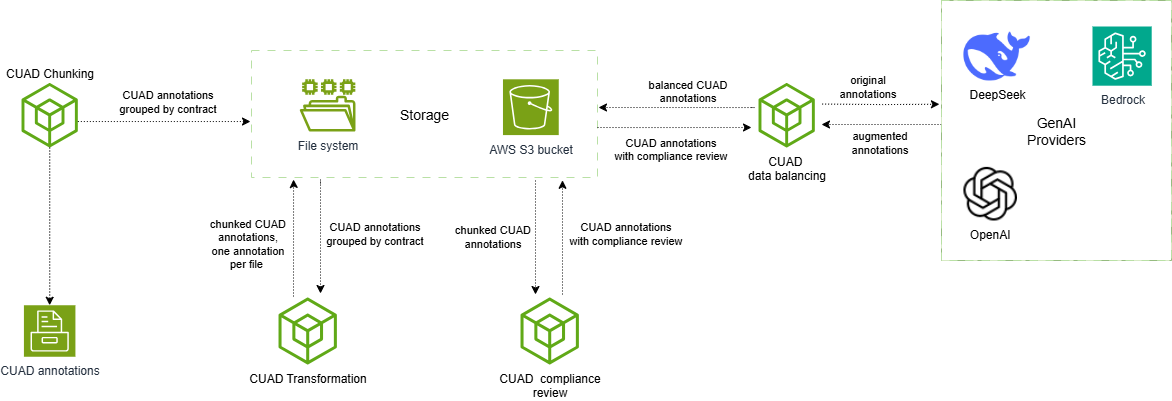 CUAD Chunking
CUAD annotations
grouped by contract
CUAD annotations
File system
Storage
AWS S3 bucket
chunked CUAD
annotations,
one annotation
per file
CUAD annotations
grouped by contract
CUAD Transformation
chunked CUAD
annotations
CUAD annotations
with compliance review
CUAD  compliance
review
balanced CUAD
annotations
CUAD annotations
with compliance review
CUAD
data balancing
original
annotations
augmented
annotations
DeepSeek
Bedrock
GenAI
Providers
OpenAI